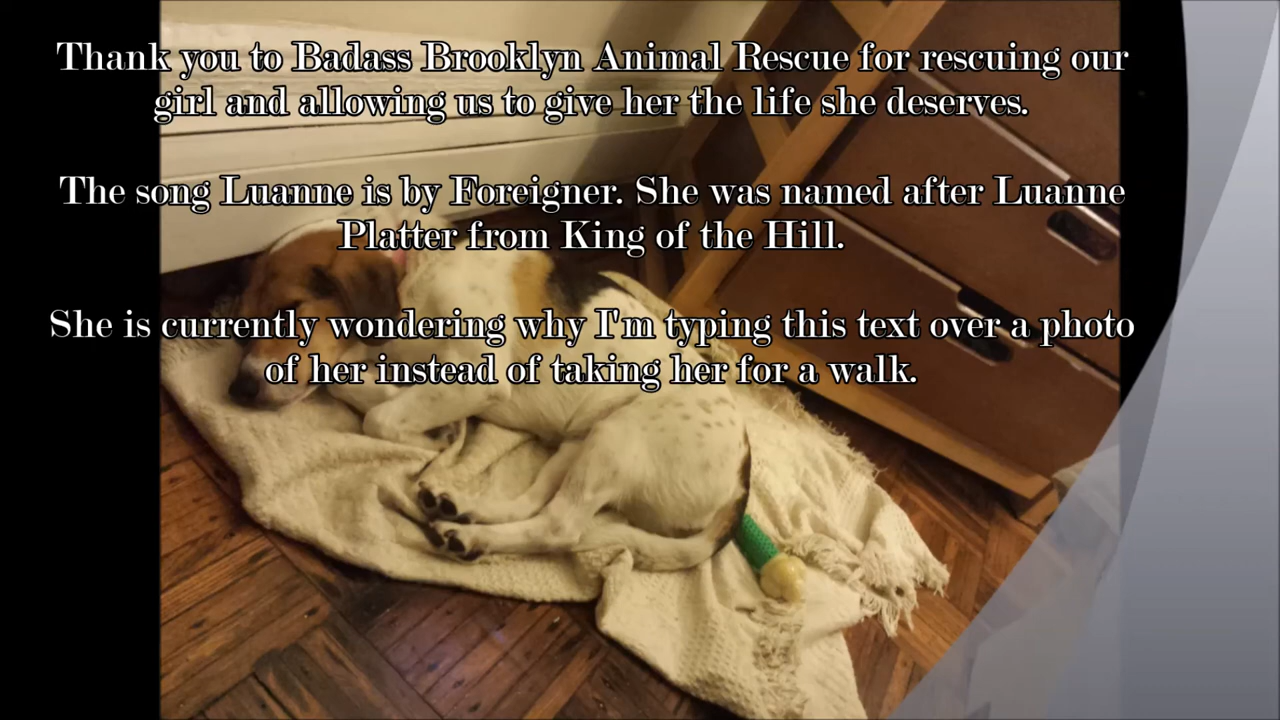 Thank you to Badass Brooklyn Animal Rescue for rescuing our
girl and allowing us to give her the life she deserves.
The song Luanne is by Foreigner. She was named after Luanne
Platter from King of the Hill.
She is currently wondering why I'm typing this text over a photo
of her instead of taking her for a walk.